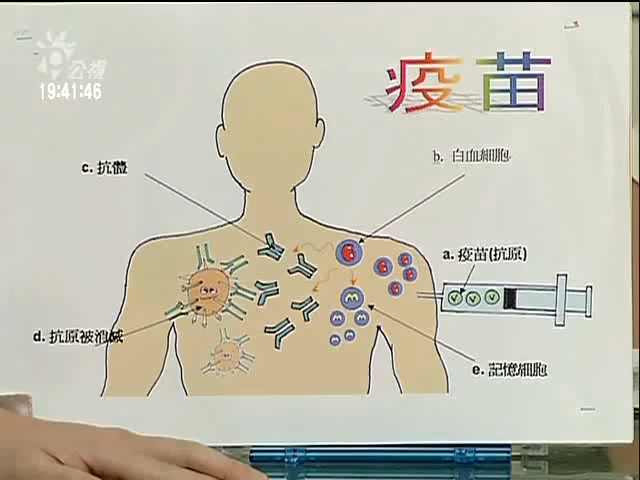 公視
19:41:46
疫苗
c. 抗體
b. 白血細胞
a. 疫苗(抗原)
d. 抗原被消滅
e. 記憶細胞